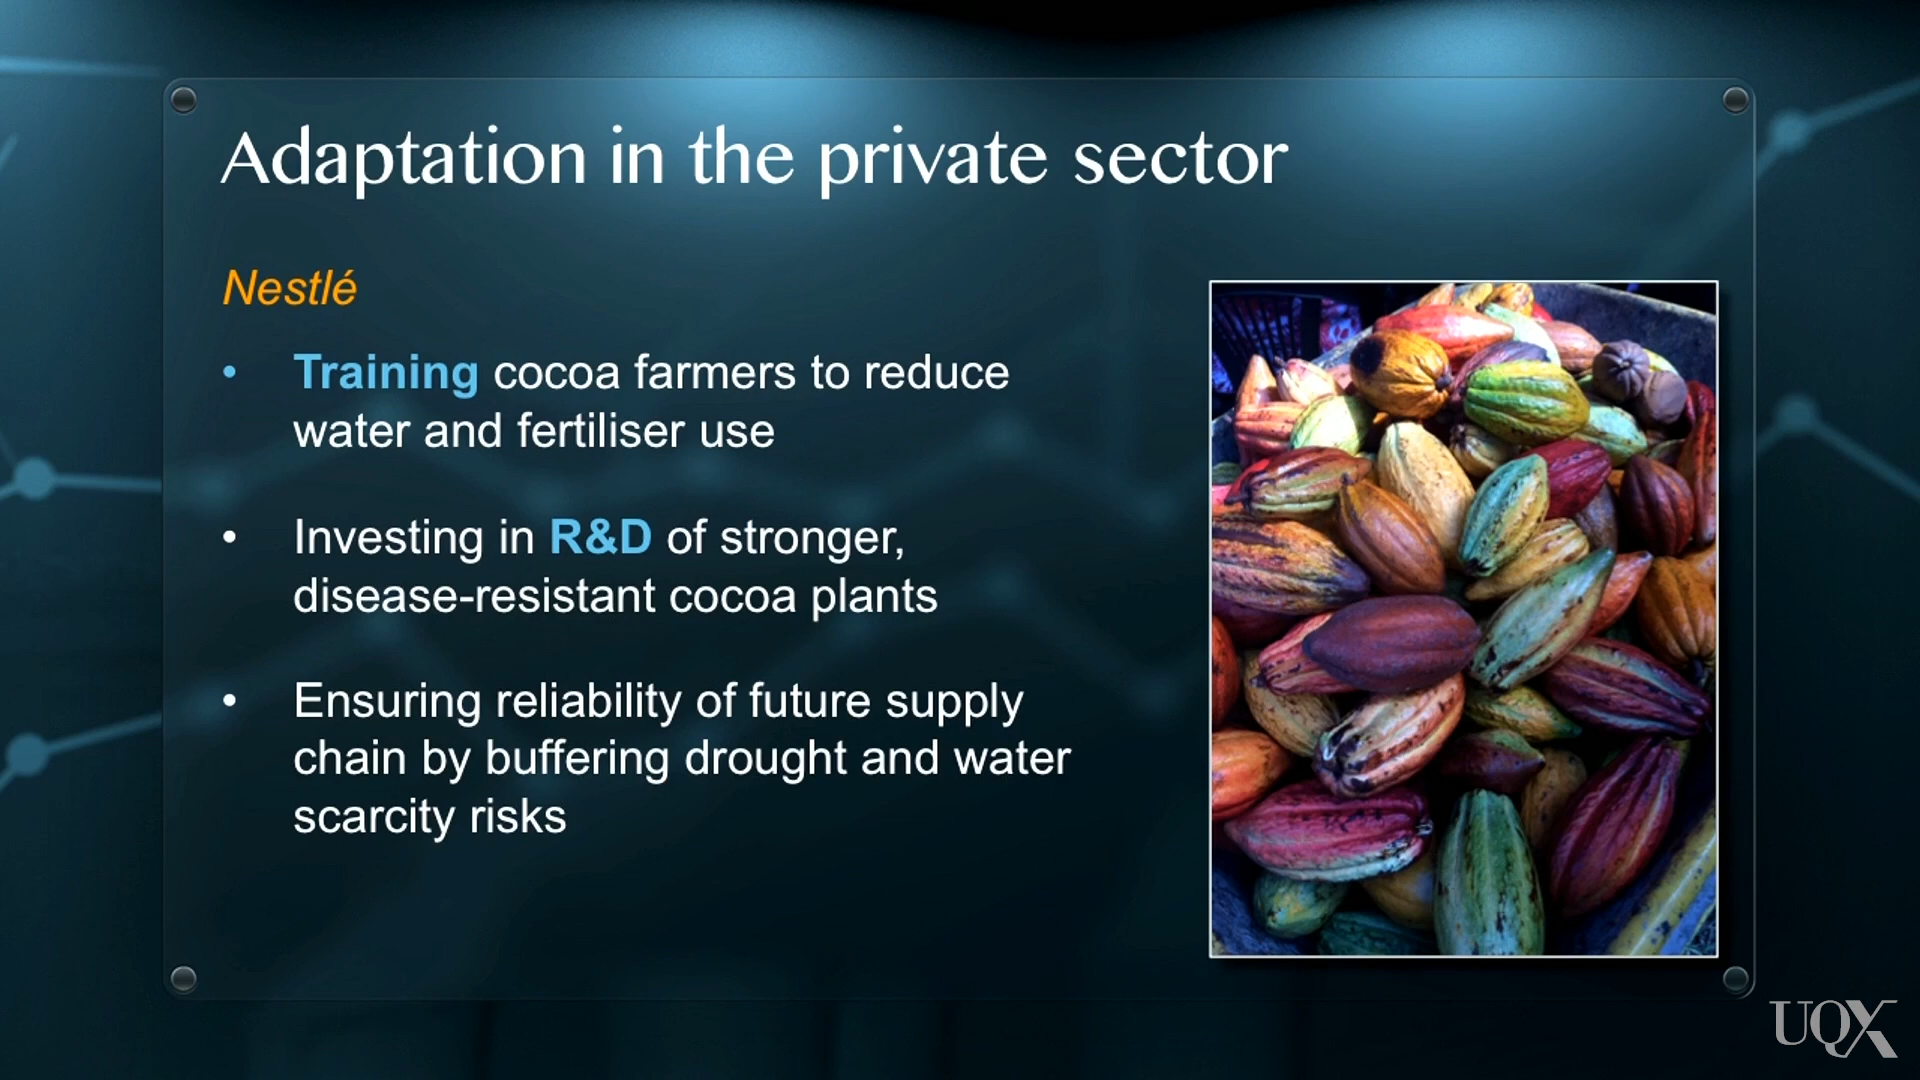 Adaptation in the private sector
Nestlé
• Training cocoa farmers to reduce
water and fertiliser use
• Investing in R&D of stronger,
disease-resistant cocoa plants
• Ensuring reliability of future supply
chain by buffering drought and water
scarcity risks
UQX